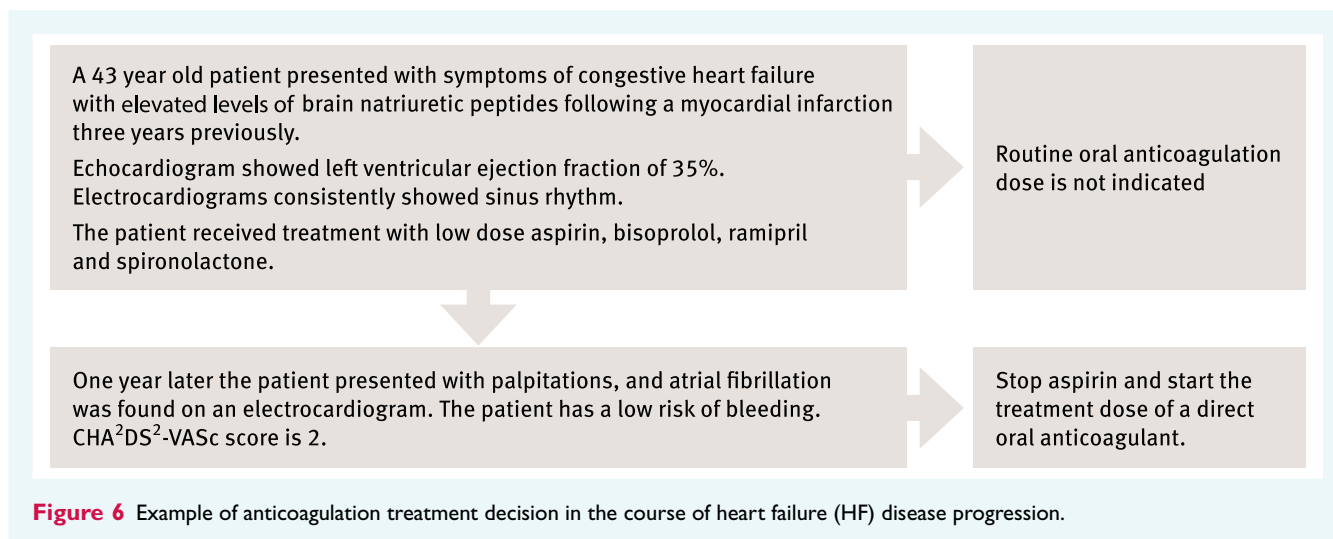 A 43 year old patient presented with symptoms of congestive heart failure
with elevated levels of brain natriuretic peptides following a myocardial infarction
three years previously.
Echocardiogram showed left ventricular ejection fraction of 35%.
Electrocardiograms consistently showed sinus rhythm.
The patient received treatment with low dose aspirin, bisoprolol, ramipril
and spironolactone.
Routine oral anticoagulation
dose is not indicated
One year later the patient presented with palpitations, and atrial fibrillation
was found on an electrocardiogram. The patient has a low risk of bleeding.
CHA²DS²-VASc score is 2.
Stop aspirin and start the
treatment dose of a direct
oral anticoagulant.
Figure 6 Example of anticoagulation treatment decision in the course of heart failure (HF) disease progression.